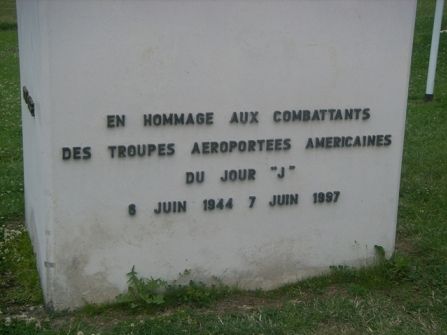 EN HOMMAGE AUX COMBATTANTS
DES TROUPES AEROPORTEES AMERICAINES
DU JOUR "J"
6 JUIN 1944 7 JUIN 1997